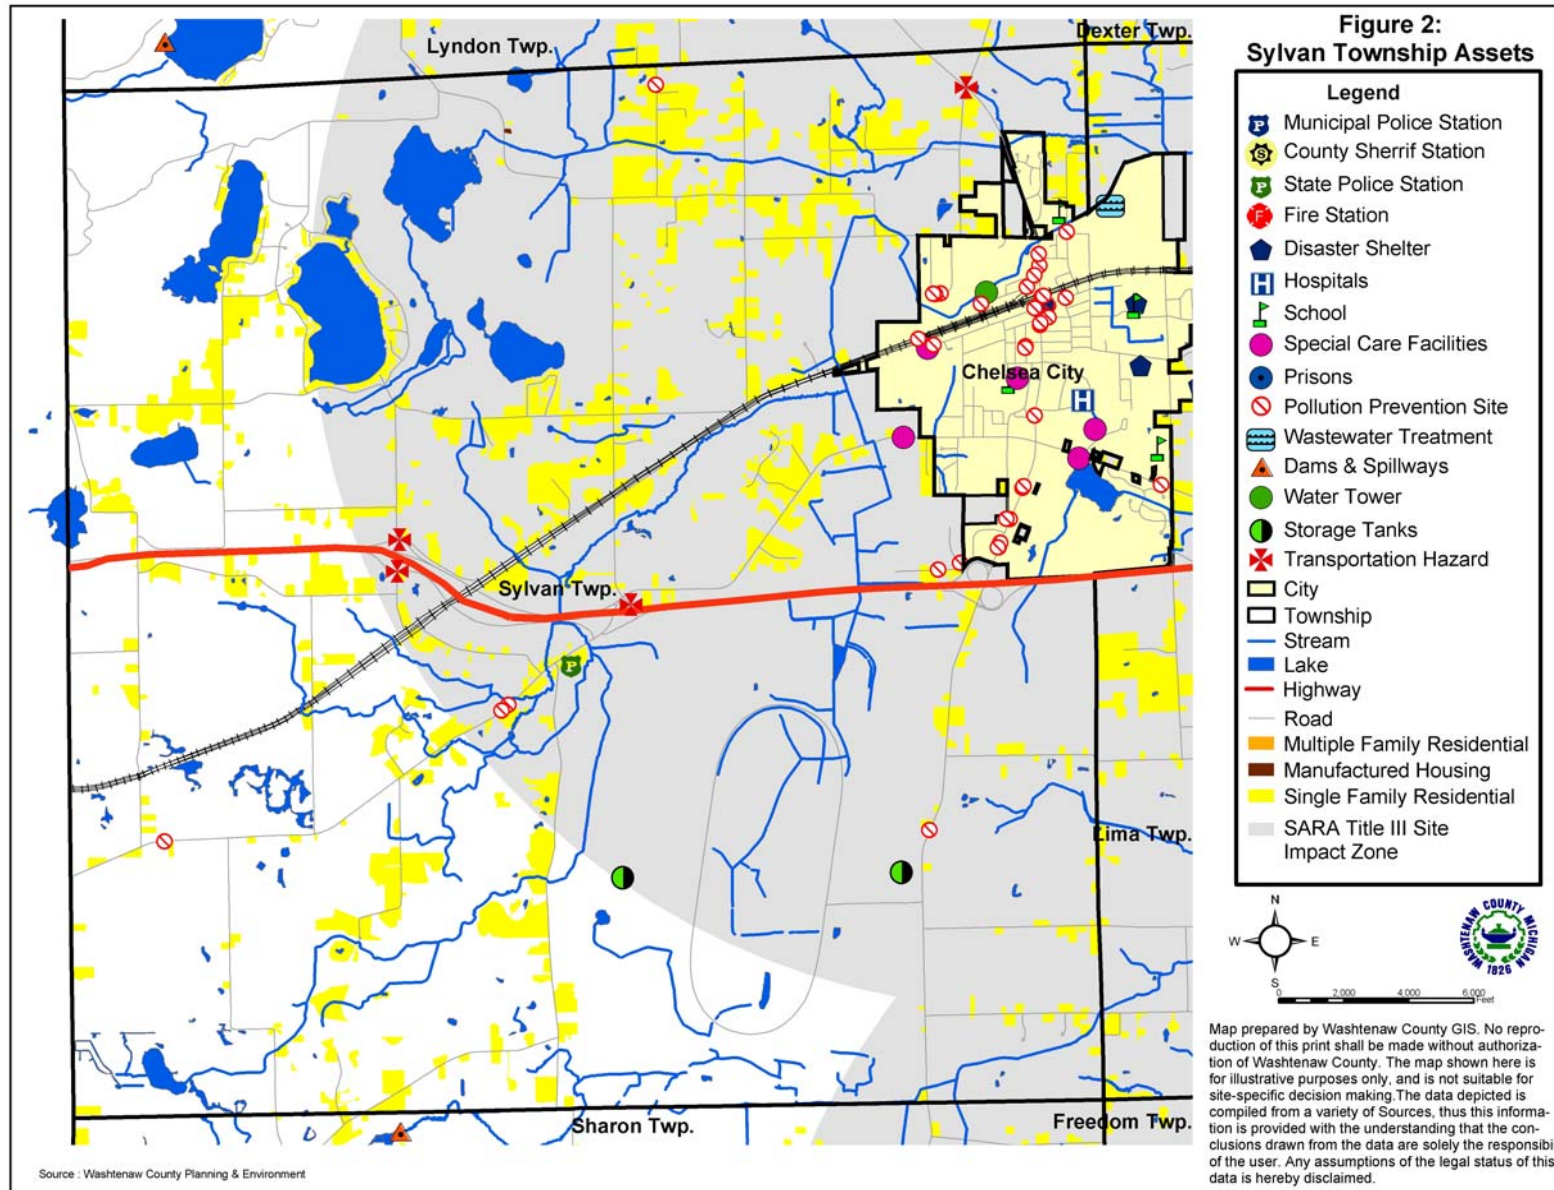 Figure 2:
Sylvan Township Assets
Legend
P Municipal Police Station
S County Sherrif Station
P State Police Station
F Fire Station
Disaster Shelter
H Hospitals
School
Special Care Facilities
Prisons
Pollution Prevention Site
Wastewater Treatment
Dams & Spillways
Water Tower
Storage Tanks
Transportation Hazard
City
Township
Stream
Lake
Highway
Road
Multiple Family Residential
Manufactured Housing
Single Family Residential
SARA Title III Site
Impact Zone
Lyndon Twp.
Dexter Twp.
Chelsea City
H
Sylvan Twp.
P
Lima Twp.
Sharon Twp.
Freedom Twp.
N
W E
S
WASHTENAW COUNTY MICHIGAN
1826
0 2,000 4,000 6,000
Feet
Map prepared by Washtenaw County GIS. No repro-
duction of this print shall be made without authoriza-
tion of Washtenaw County. The map shown here is
for illustrative purposes only, and is not suitable for
site-specific decision making.The data depicted is
compiled from a variety of Sources, thus this informa-
tion is provided with the understanding that the con-
clusions drawn from the data are solely the responsibi
of the user. Any assumptions of the legal status of this
data is hereby disclaimed.
Source : Washtenaw County Planning & Environment